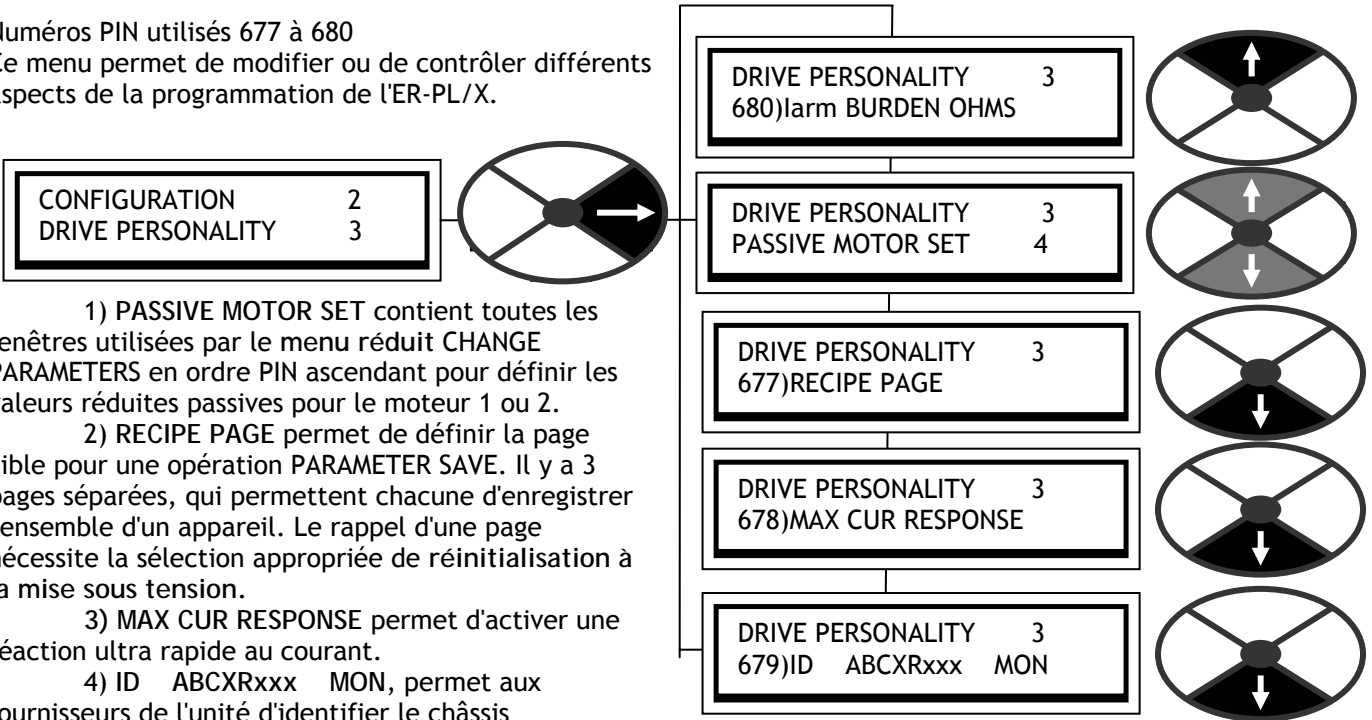 Numéros PIN utilisés 677 à 680
Ce menu permet de modifier ou de contrôler différents
aspects de la programmation de l'ER-PL/X.
CONFIGURATION 2
DRIVE PERSONALITY 3
1) PASSIVE MOTOR SET contient toutes les
enêtres utilisées par le menu réduit CHANGE
PARAMETERS en ordre PIN ascendant pour définir les
valeurs réduites passives pour le moteur 1 ou 2.
2) RECIPE PAGE permet de définir la page
ible pour une opération PARAMETER SAVE. Il y a 3
pages séparées, qui permettent chacune d'enregistrer
ensemble d'un appareil. Le rappel d'une page
nécessite la sélection appropriée de réinitialisation à
la mise sous tension.
3) MAX CUR RESPONSE permet d'activer une
éaction ultra rapide au courant.
4) ID ABCXRxxx MON, permet aux
ournisseurs de l'unité d'identifier le châssis
DRIVE PERSONALITY 3
680)Iarm BURDEN OHMS
DRIVE PERSONALITY 3
PASSIVE MOTOR SET 4
DRIVE PERSONALITY 3
677)RECIPE PAGE
DRIVE PERSONALITY 3
678)MAX CUR RESPONSE
DRIVE PERSONALITY 3
679)ID ABCXRxxx MON